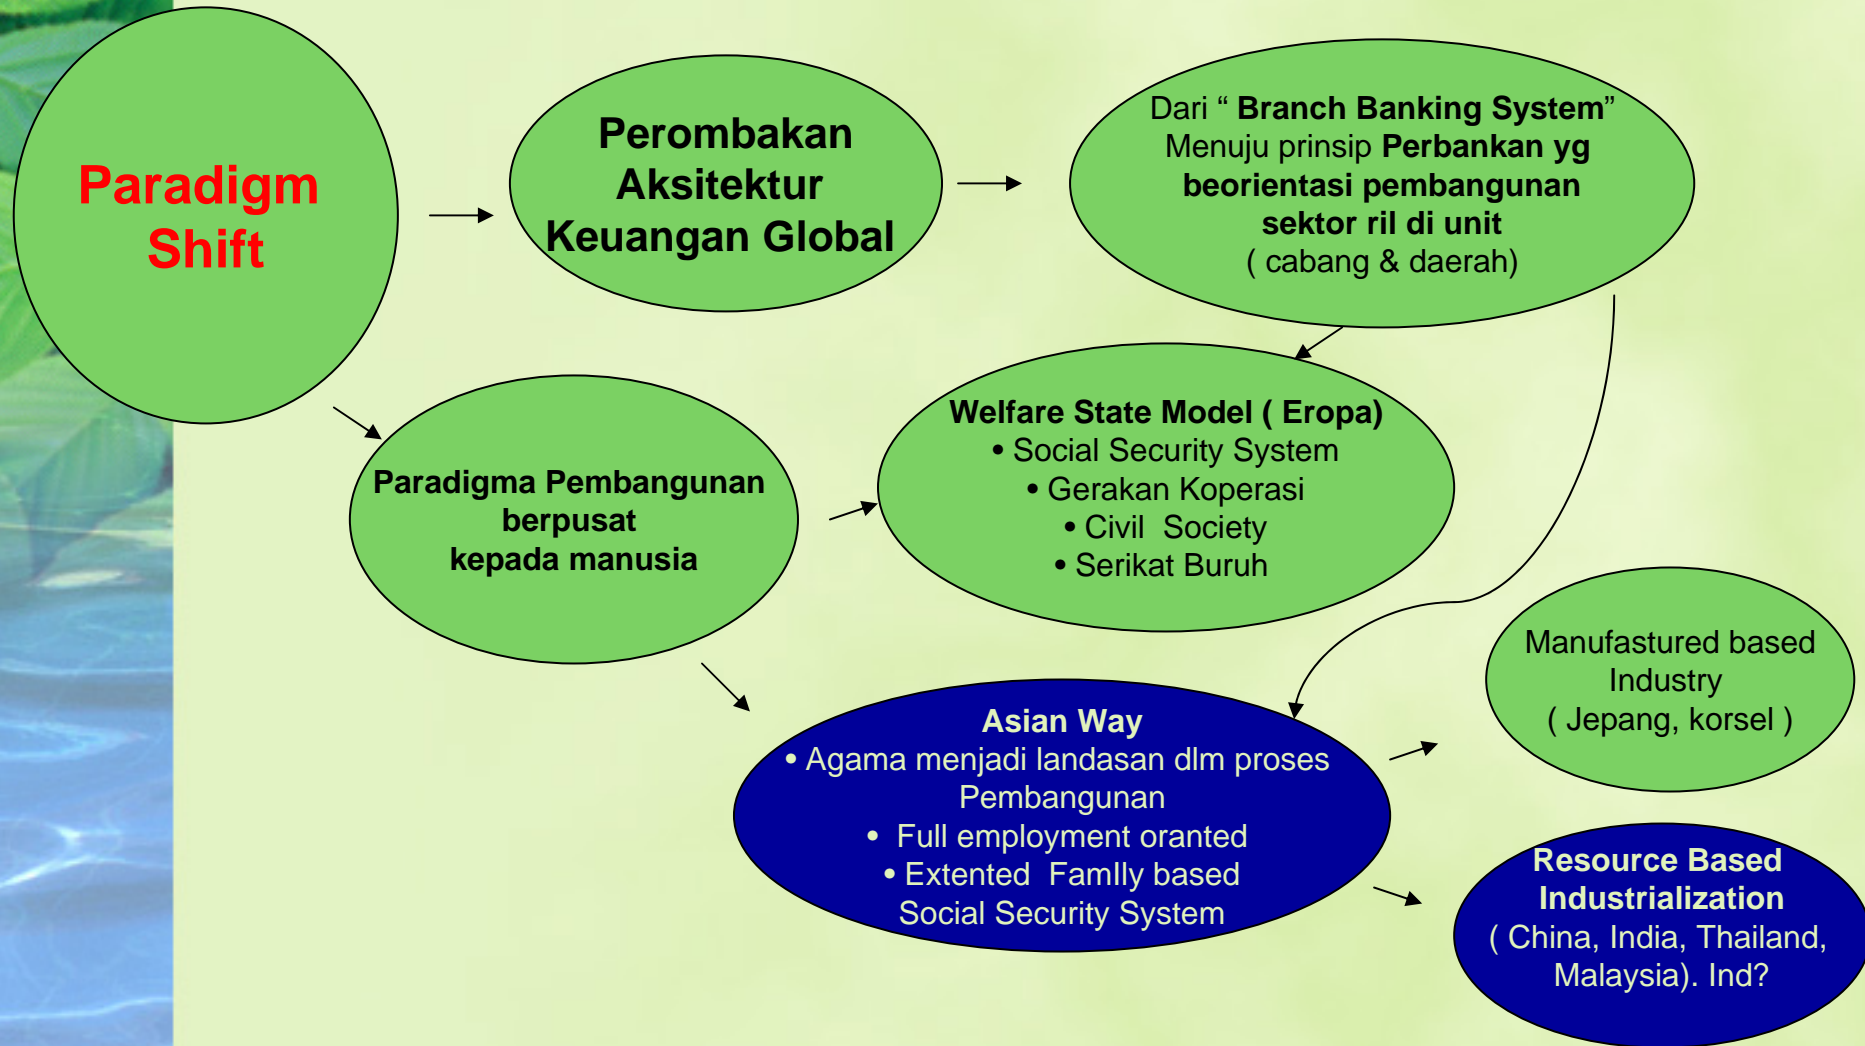 Paradigm
Shift
Perombakan
Aksitektur
Keuangan Global
Dari “ Branch Banking System”
Menuju prinsip Perbankan yg
beorientasi pembangunan
sektor ril di unit
( cabang & daerah)
Paradigma Pembangunan
berpusat
kepada manusia
Welfare State Model ( Eropa)
• Social Security System
• Gerakan Koperasi
• Civil  Society
• Serikat Buruh
Asian Way
• Agama menjadi landasan dlm proses
Pembangunan
•  Full employment oranted
• Extented  FamIly based
Social Security System
Manufastured based
Industry
( Jepang, korsel )
Resource Based
Industrialization
( China, India, Thailand,
Malaysia). Ind?